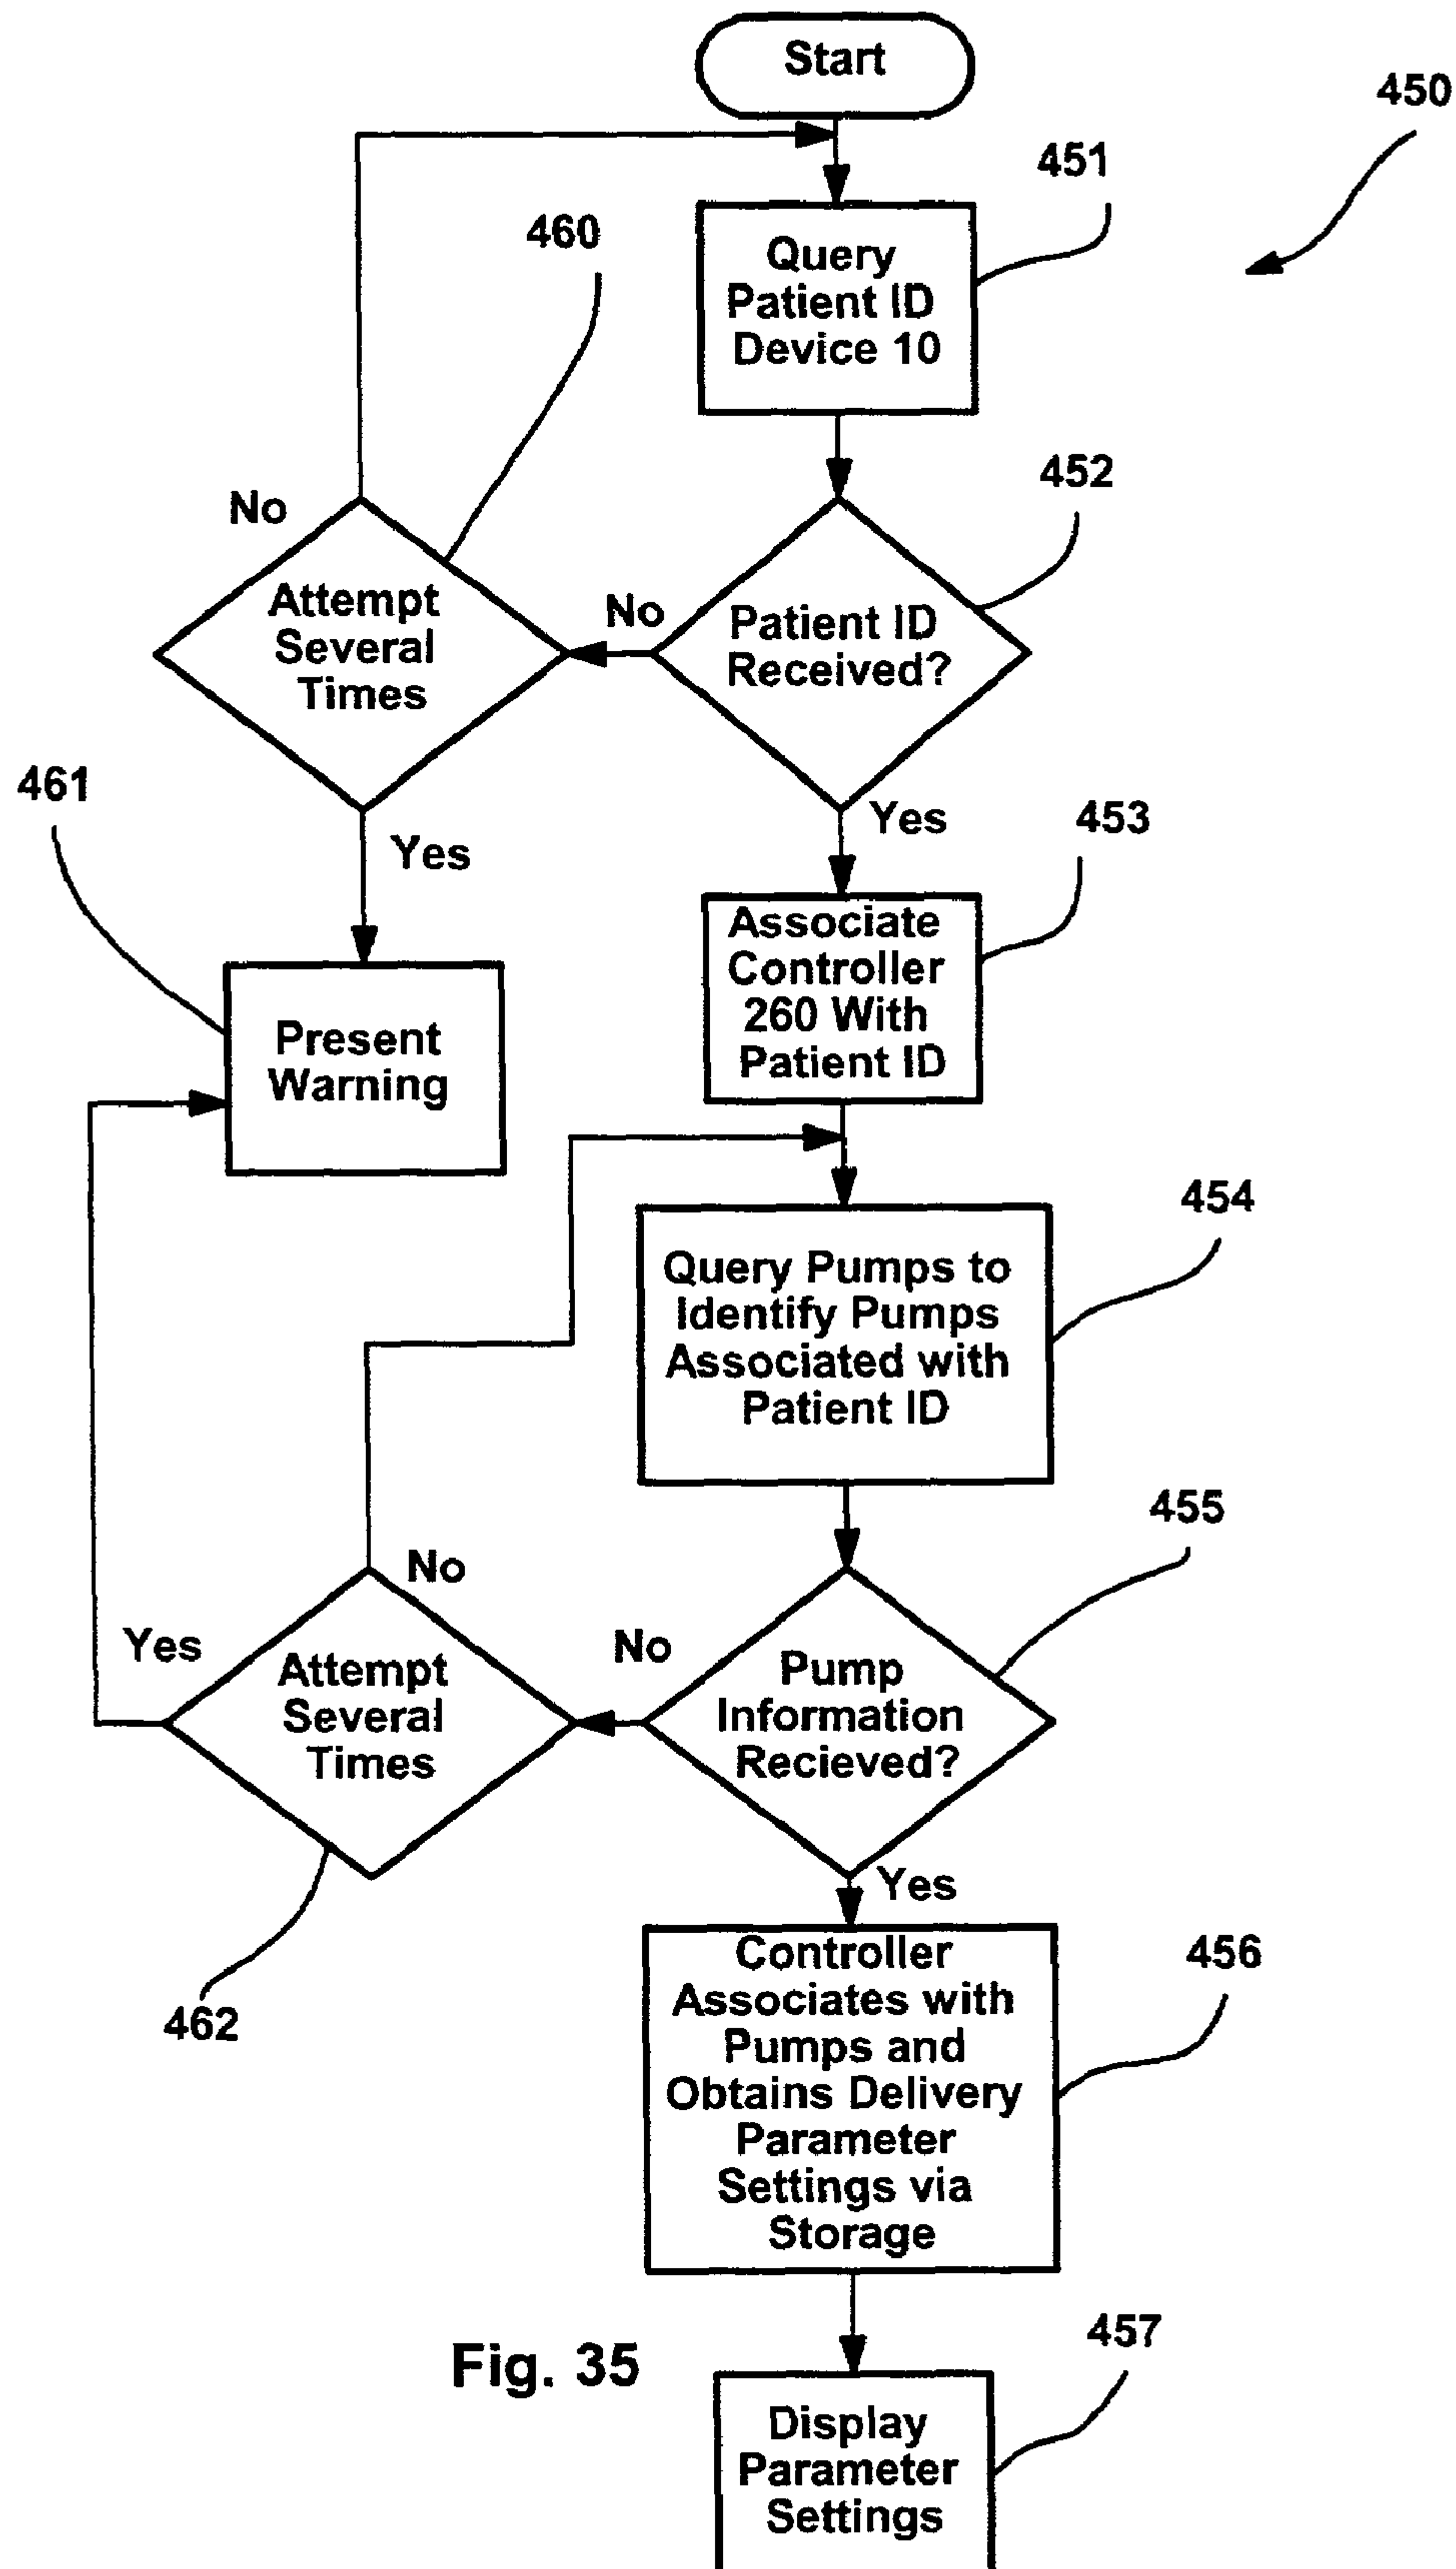 Start
450
451
Query
Patient ID
Device 10
460
452
No
Attempt
Several
Times
No
Patient ID
Received?
461
Yes
Yes
453
Associate
Controller
260 With
Patient ID
Present
Warning
454
Query Pumps to
Identify Pumps
Associated with
Patient ID
455
No
Yes
Attempt
Several
Times
No
Pump
Information
Recieved?
462
Yes
456
Controller
Associates with
Pumps and
Obtains Delivery
Parameter
Settings via
Storage
457
Fig. 35
Display
Parameter
Settings